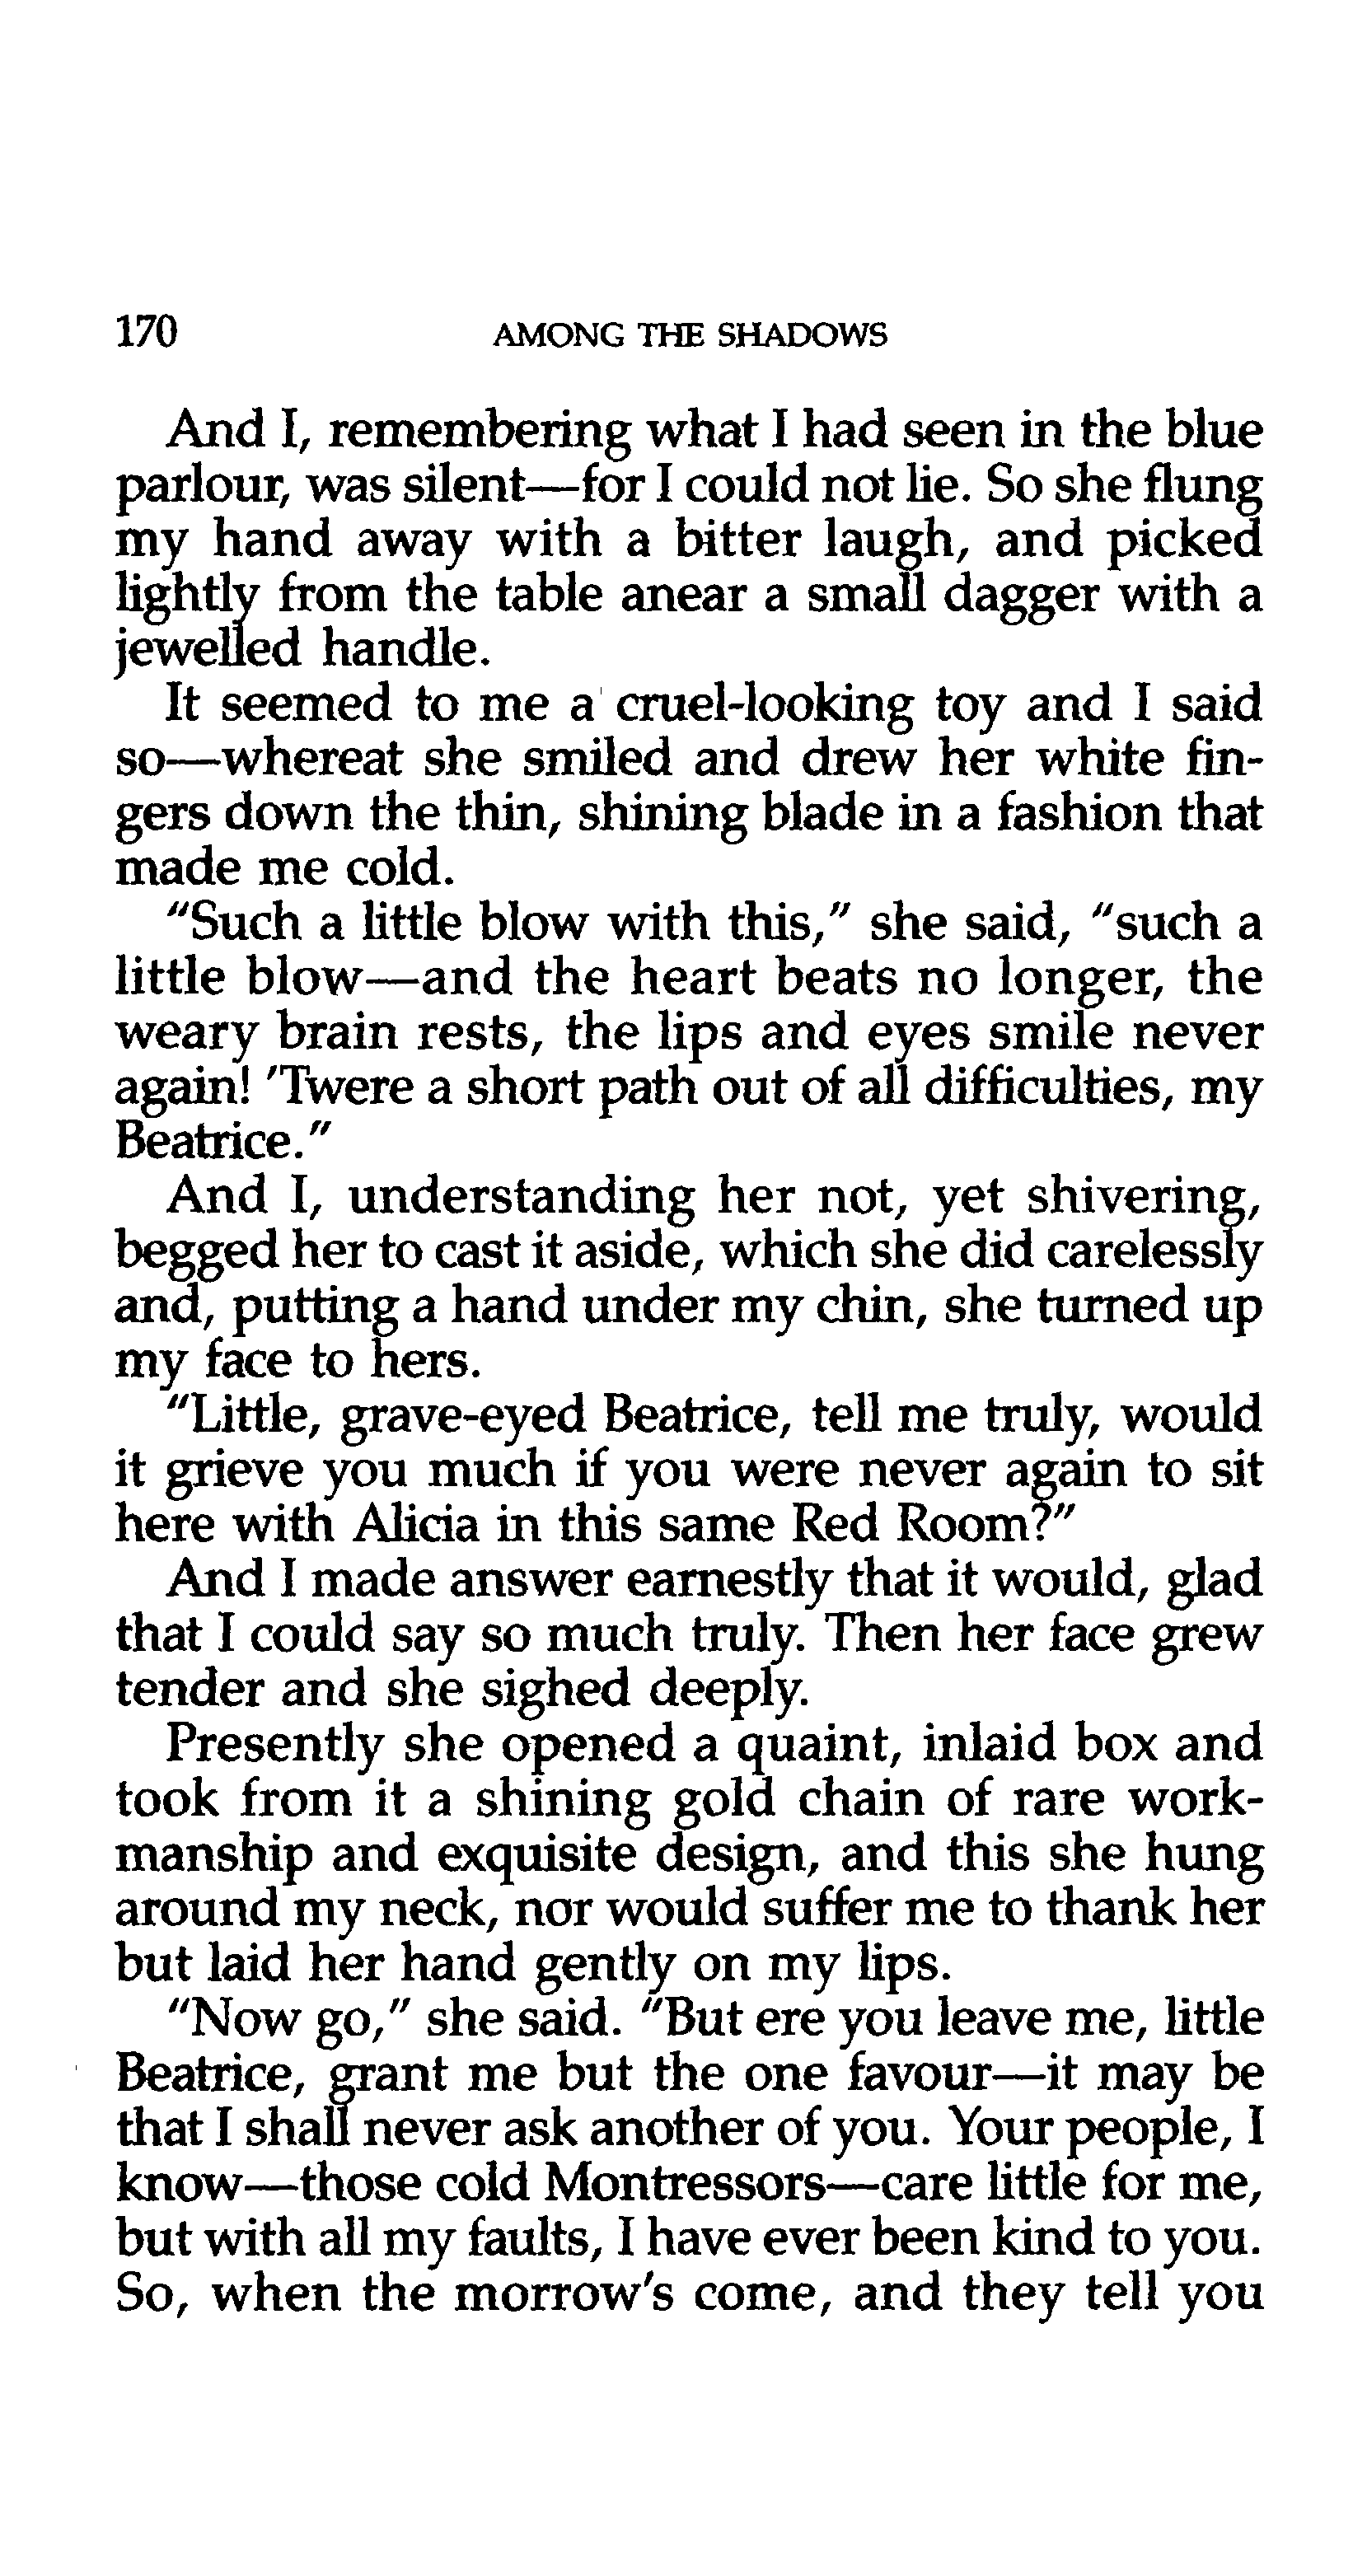 170 AMONG THE SHADOWS
And I, remembering what I had seen in the blue
parlour, was silent—for I could not lie. So she flung
my hand away with a bitter laugh, and picked
lightly from the table anear a small dagger with a
jewelled handle.
It seemed to me a cruel-looking toy and I said
so—whereat she smiled and drew her white fin-
gers down the thin, shining blade in a fashion that
made me cold.
"Such a little blow with this," she said, "such a
little blow—and the heart beats no longer, the
weary brain rests, the lips and eyes smile never
again! 'Twere a short path out of all difficulties, my
Beatrice."
And I, understanding her not, yet shivering,
begged her to cast it aside, which she did carelessly
and, putting a hand under my chin, she turned up
my face to hers.
"Little, grave-eyed Beatrice, tell me truly, would
it grieve you much if you were never again to sit
here with Alicia in this same Red Room?"
And I made answer earnestly that it would, glad
that I could say so much truly. Then her face grew
tender and she sighed deeply.
Presently she opened a quaint, inlaid box and
took from it a shining gold chain of rare work-
manship and exquisite design, and this she hung
around my neck, nor would suffer me to thank her
but laid her hand gently on my lips.
"Now go," she said. "But ere you leave me, little
Beatrice, grant me but the one favour—it may be
that I shall never ask another of you. Your people, I
know—those cold Montressors—care little for me,
but with all my faults, I have ever been kind to you.
So, when the morrow's come, and they tell you